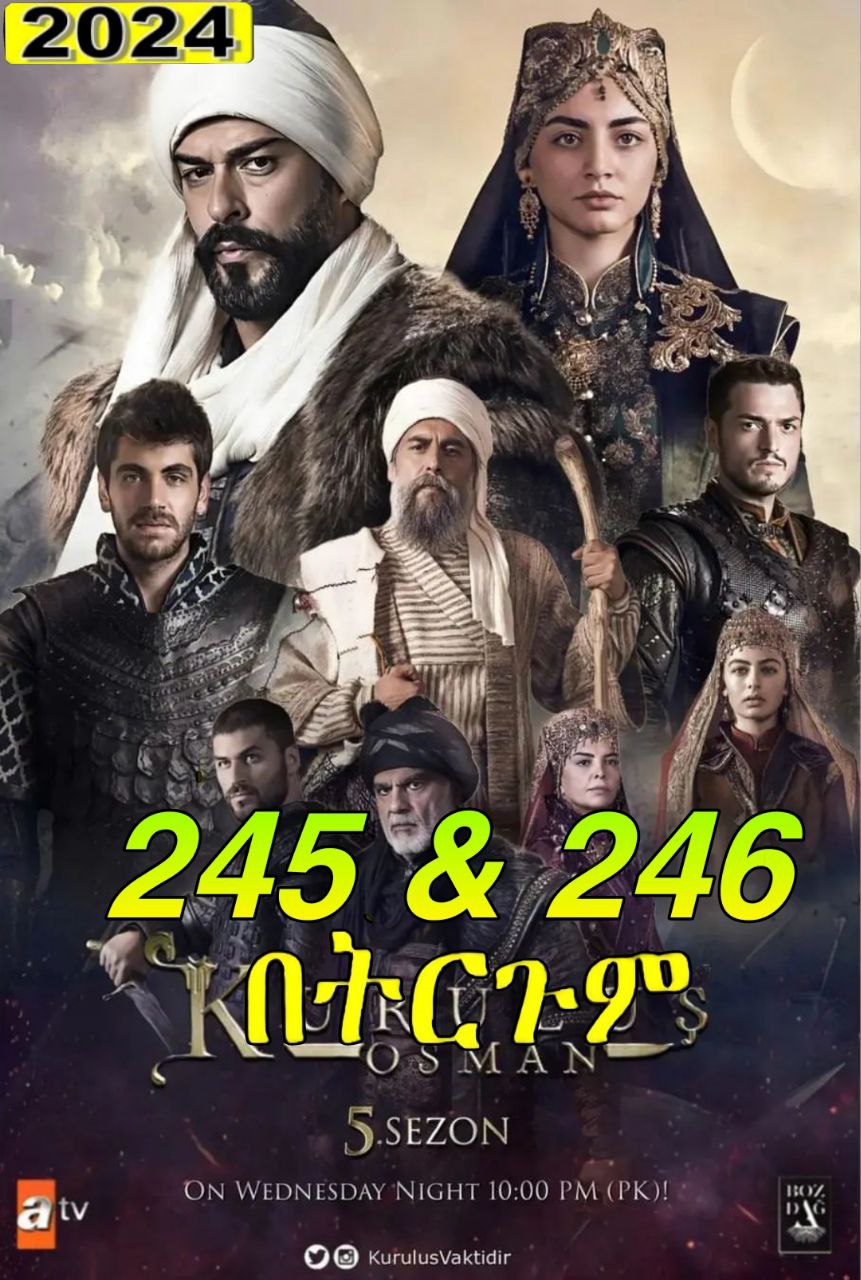 2024
245 & 246
በትርጉም
KURULUŞ
OSMAN
5.SEZON
ON WEDNESDAY NIGHT 10:00 PM (PK)!
atv
BOZ
DAĞ
KurulusVaktidir